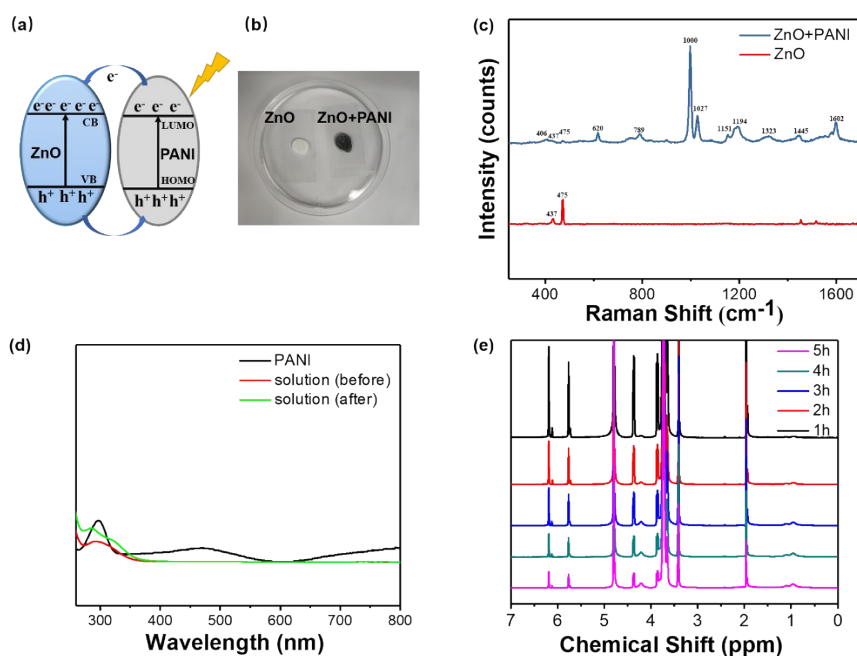 (a)
e⁻
e⁻ e⁻ e⁻ e⁻ e⁻
CB
ZnO
VB
h⁺ h⁺ h⁺
e⁻ e⁻ e⁻
LUMO
PANI
HOMO
h⁺ h⁺ h⁺
(b)
ZnO ZnO+PANI
(c)
ZnO+PANI
ZnO
Intensity (counts)
406 437 475 620 789 1000 1027 1151 1194 1323 1445 1602
437 475
400 800 1200 1600
Raman Shift (cm⁻¹)
(d)
PANI
solution (before)
solution (after)
300 400 500 600 700 800
Wavelength (nm)
(e)
5h
4h
3h
2h
1h
7 6 5 4 3 2 1 0
Chemical Shift (ppm)